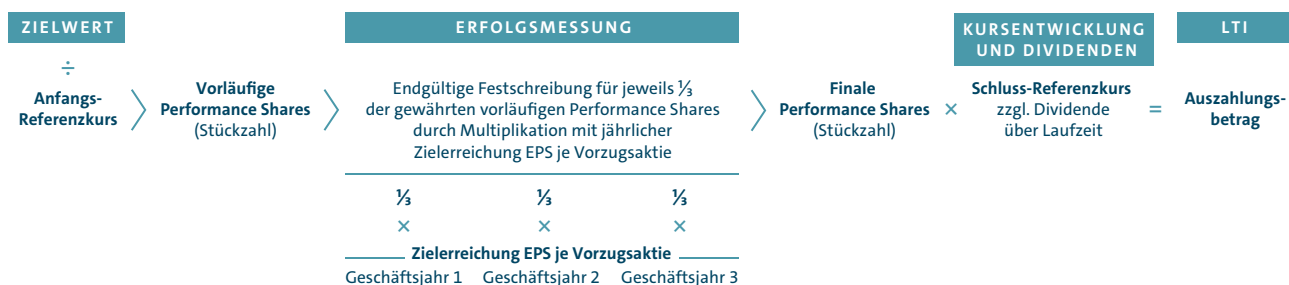 ZIELWERT
÷
Anfangs-
Referenzkurs
Vorläufige
Performance Shares
(Stückzahl)
ERFOLGSMESSUNG
Endgültige Festschreibung für jeweils ⅓
der gewährten vorläufigen Performance Shares
durch Multiplikation mit jährlicher
Zielerreichung EPS je Vorzugsaktie
⅓ ⅓ ⅓
× × ×
Zielerreichung EPS je Vorzugsaktie
Geschäftsjahr 1 Geschäftsjahr 2 Geschäftsjahr 3
Finale
Performance Shares
(Stückzahl)
×
KURSENTWICKLUNG
UND DIVIDENDEN
Schluss-Referenzkurs
zzgl. Dividende
über Laufzeit
=
LTI
Auszahlungs-
betrag